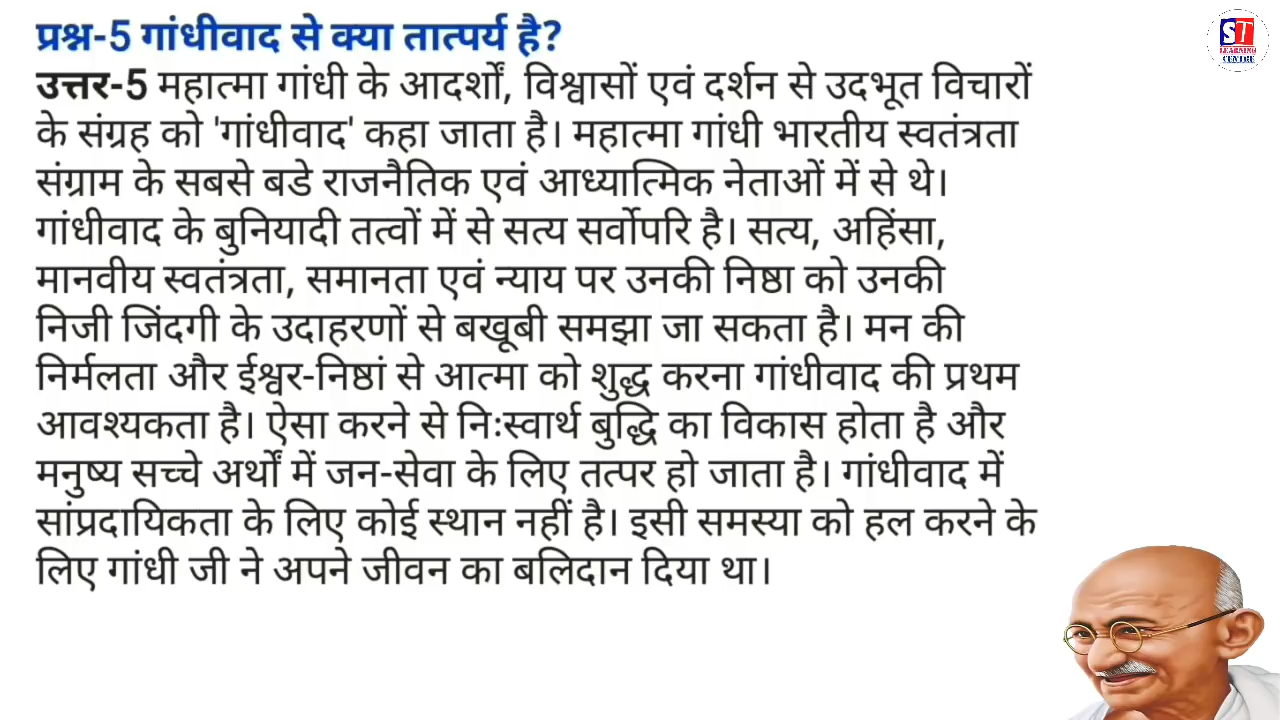 प्रश्न-5 गांधीवाद से क्या तात्पर्य है?
उत्तर-5 महात्मा गांधी के आदर्शों, विश्वासों एवं दर्शन से उदभूत विचारों
के संग्रह को 'गांधीवाद' कहा जाता है। महात्मा गांधी भारतीय स्वतंत्रता
संग्राम के सबसे बडे राजनैतिक एवं आध्यात्मिक नेताओं में से थे।
गांधीवाद के बुनियादी तत्वों में से सत्य सर्वोपरि है। सत्य, अहिंसा,
मानवीय स्वतंत्रता, समानता एवं न्याय पर उनकी निष्ठा को उनकी
निजी जिंदगी के उदाहरणों से बखूबी समझा जा सकता है। मन की
निर्मलता और ईश्वर-निष्ठां से आत्मा को शुद्ध करना गांधीवाद की प्रथम
आवश्यकता है। ऐसा करने से निःस्वार्थ बुद्धि का विकास होता है और
मनुष्य सच्चे अर्थों में जन-सेवा के लिए तत्पर हो जाता है। गांधीवाद में
सांप्रदायिकता के लिए कोई स्थान नहीं है। इसी समस्या को हल करने के
लिए गांधी जी ने अपने जीवन का बलिदान दिया था।
ST
LEARNING
CENTRE